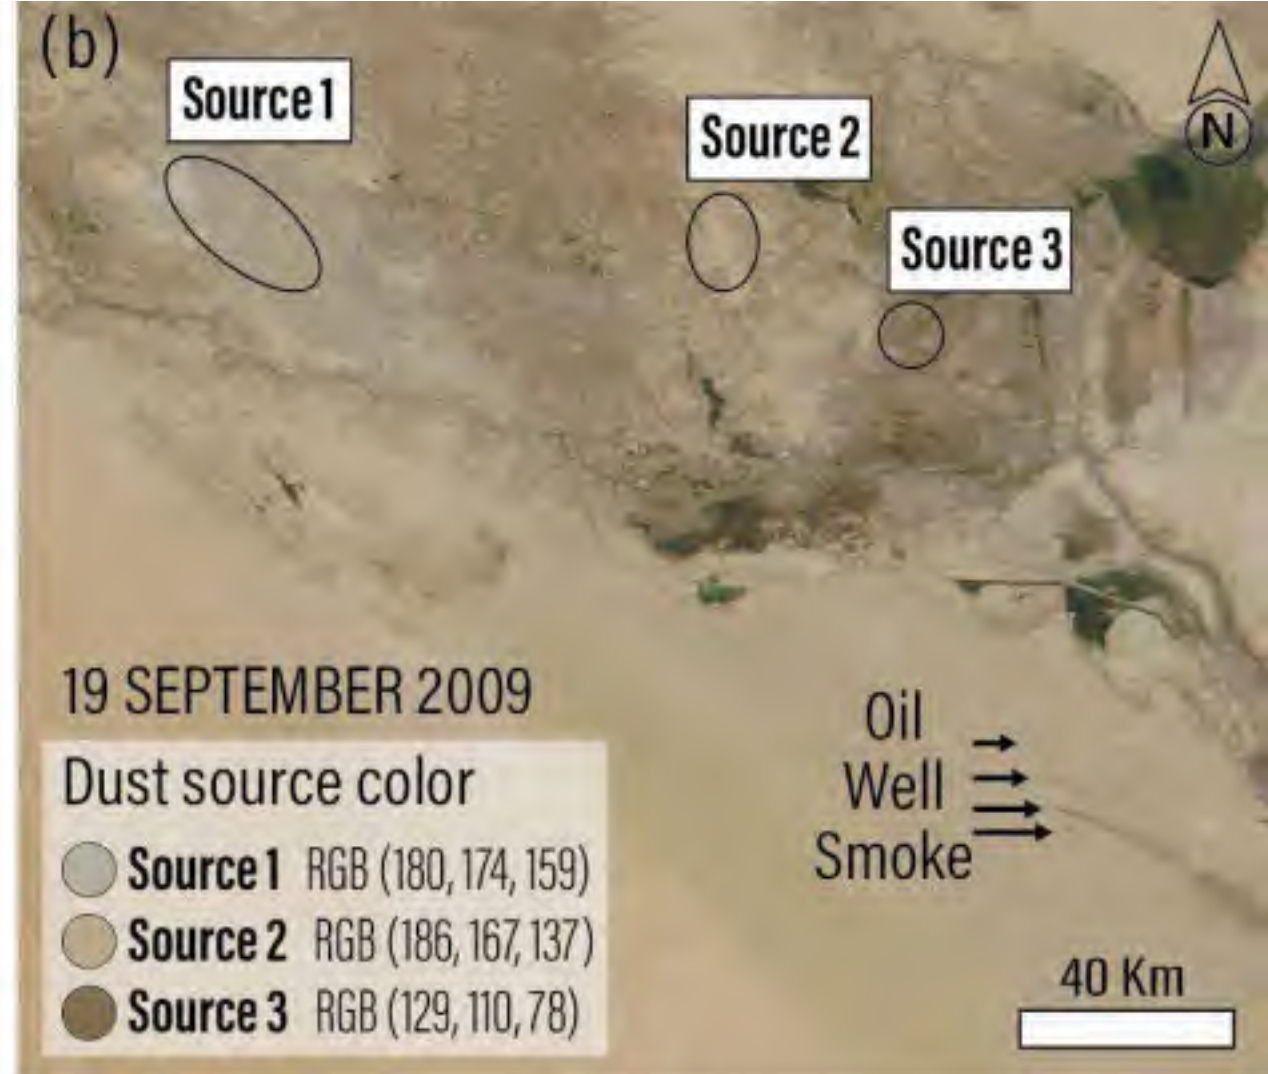 (b)
Source 1
Source 2
N
Source 3
19 SEPTEMBER 2009
Oil
Well
Smoke
Dust source color
Source 1 RGB (180, 174, 159)
Source 2 RGB (186, 167, 137)
Source 3 RGB (129, 110, 78)
40 Km